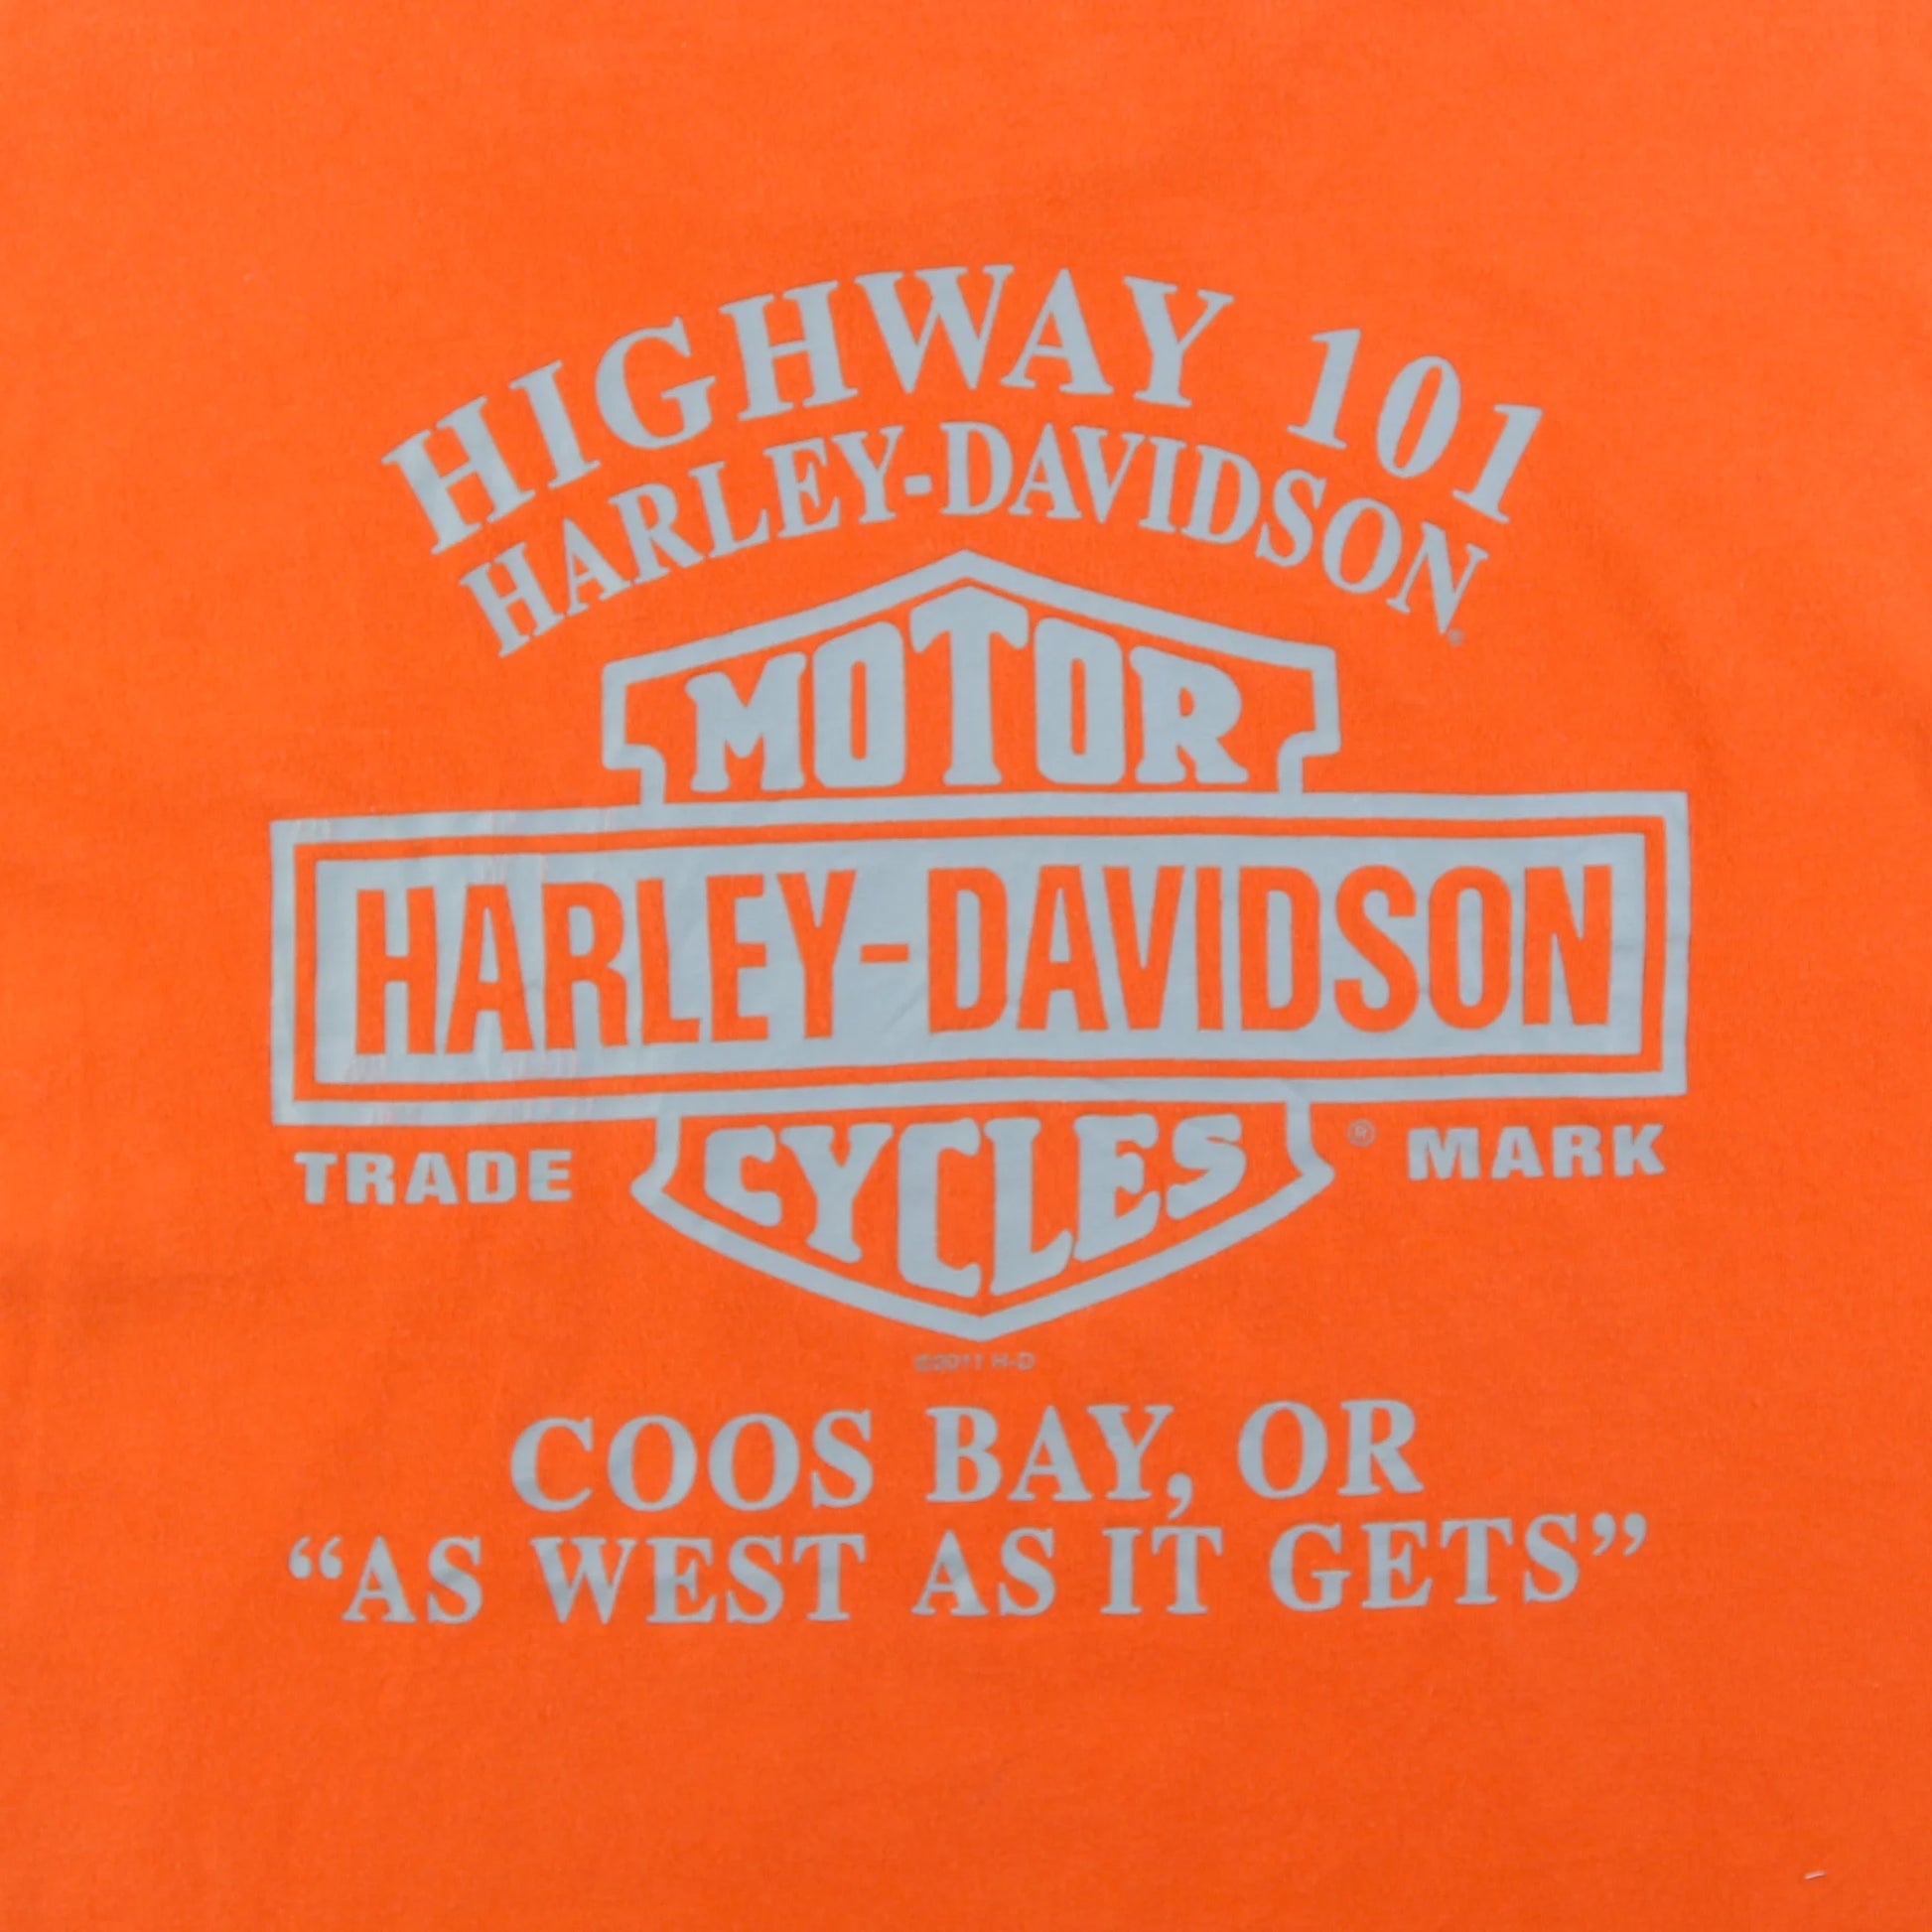 HIGHWAY 101
HARLEY-DAVIDSON®
MOTOR
HARLEY-DAVIDSON
CYCLES
TRADE ® MARK
©2011 H-D
COOS BAY, OR
“AS WEST AS IT GETS”